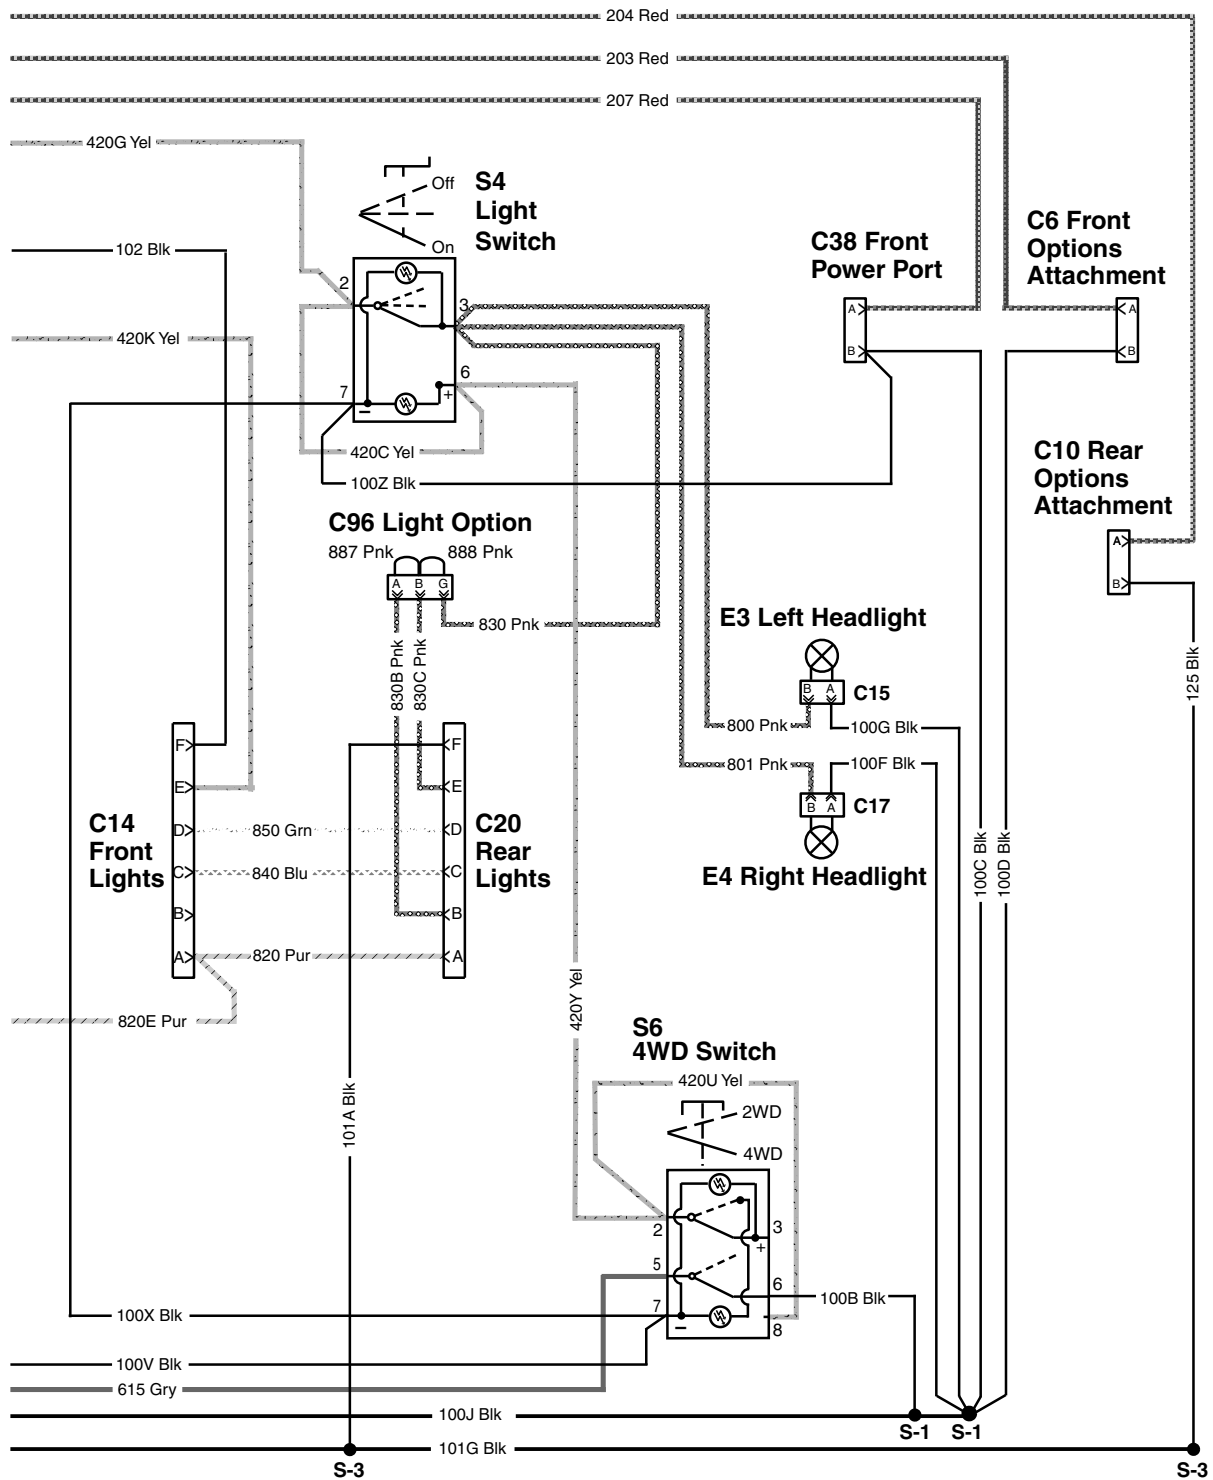 204 Red
203 Red
207 Red
420G Yel
Off
S4
Light
Switch
On
102 Blk
C38 Front
Power Port
C6 Front
Options
Attachment
2
3
A
B
A
B
420K Yel
6
7
+
–
420C Yel
100Z Blk
C10 Rear
Options
Attachment
A
B
C96 Light Option
887 Pnk
888 Pnk
A B G
830 Pnk
830B Pnk
830C Pnk
E3 Left Headlight
B A
C15
800 Pnk
100G Blk
801 Pnk
100F Blk
B A
C17
E4 Right Headlight
125 Blk
100C Blk
100D Blk
F
E
D
C
B
A
C14
Front
Lights
850 Grn
840 Blu
820 Pur
F
E
D
C
B
A
C20
Rear
Lights
820E Pur
420Y Yel
101A Blk
S6
4WD Switch
420U Yel
2WD
4WD
2
3
+
5
6
7
–
8
100B Blk
100X Blk
100V Blk
615 Gry
100J Blk
S-1
S-1
101G Blk
S-3
S-3